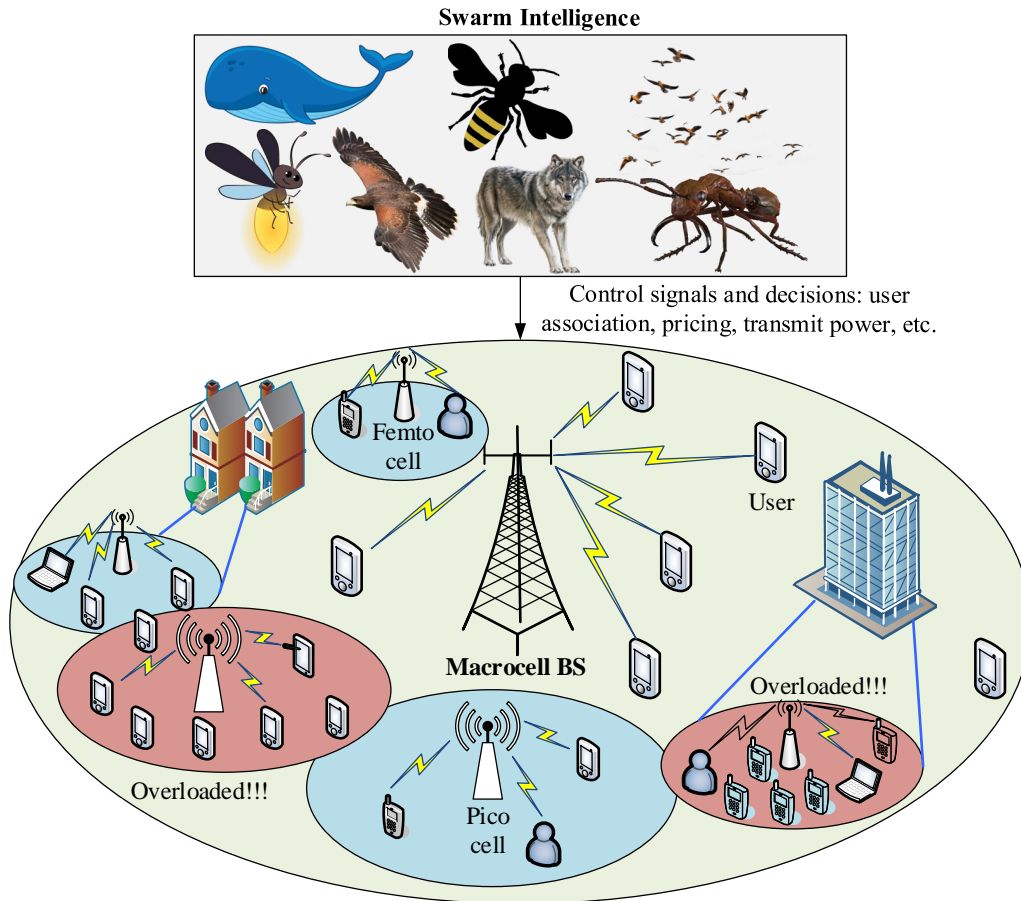 Swarm Intelligence
Control signals and decisions: user
association, pricing, transmit power, etc.
Femto
cell
User
Macrocell BS
Overloaded!!!
Overloaded!!!
Pico
cell